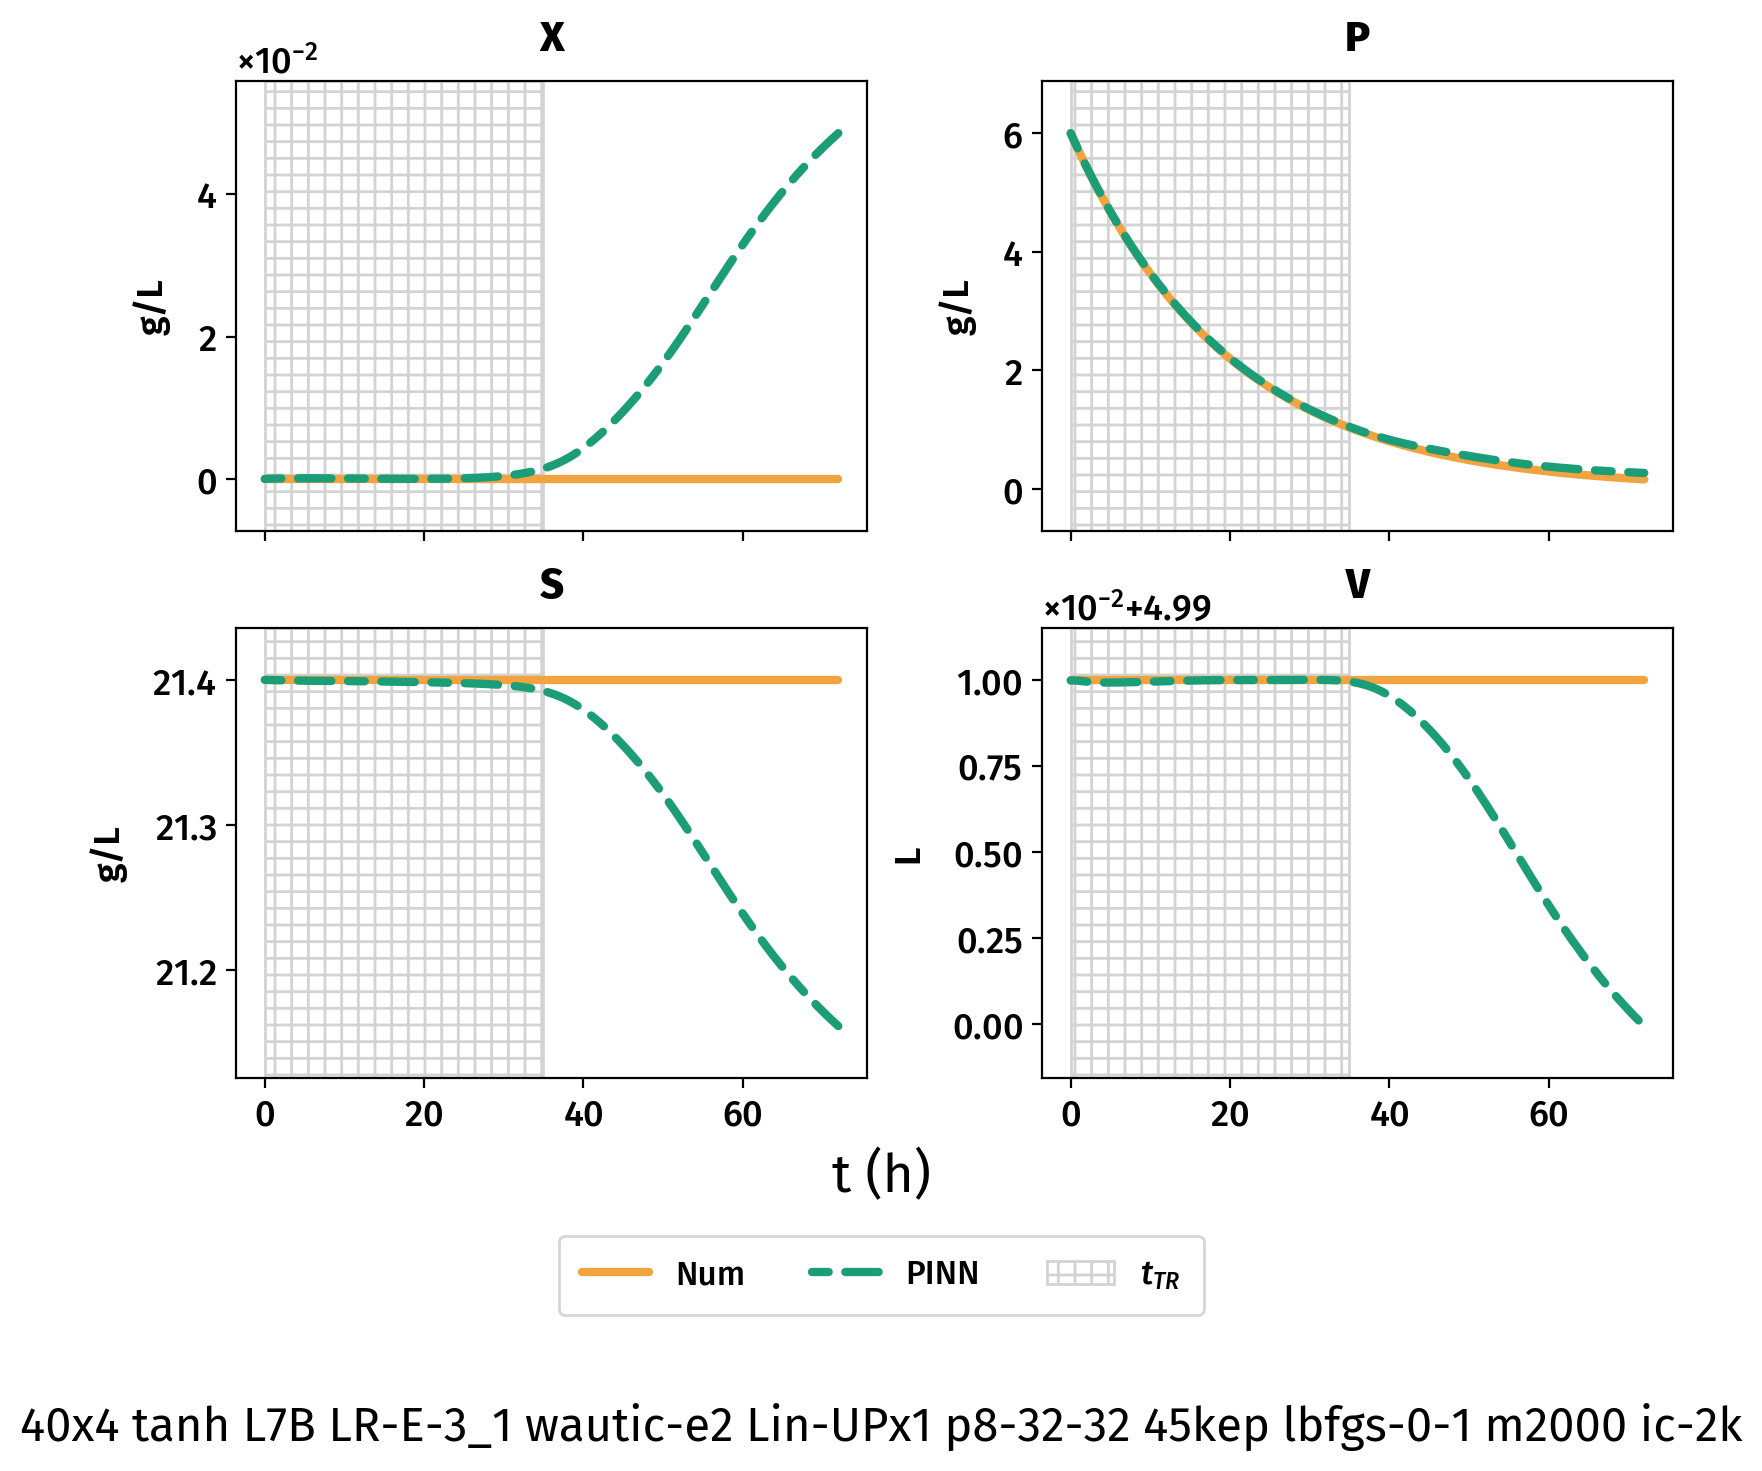 X
×10⁻²
4
2
0
g/L
P
6
4
2
0
g/L
S
21.4
21.3
21.2
g/L
0 20 40 60
V
×10⁻²+4.99
1.00
0.75
0.50
0.25
0.00
L
0 20 40 60
t (h)
Num PINN t_TR
40x4 tanh L7B LR-E-3_1 wautic-e2 Lin-UPx1 p8-32-32 45kep lbfgs-0-1 m2000 ic-2k